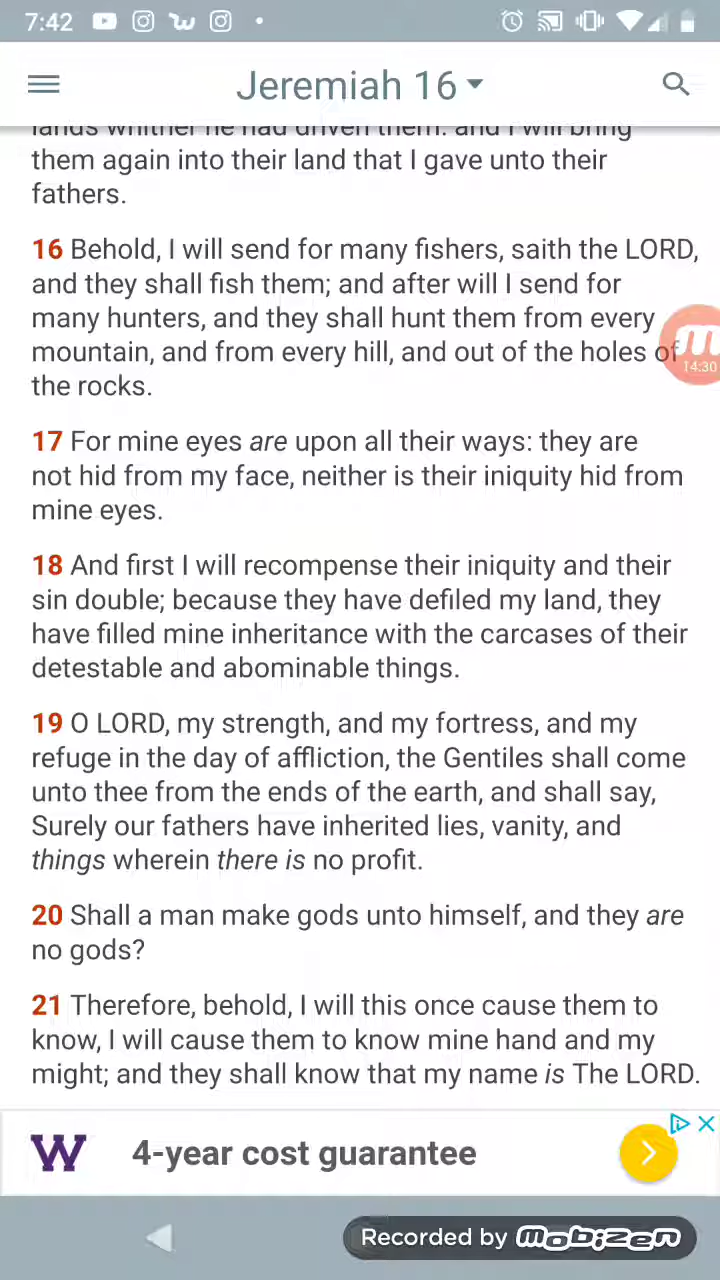 7:42
Jeremiah 16
lands whither he had driven them: and I will bring
them again into their land that I gave unto their
fathers.
16 Behold, I will send for many fishers, saith the LORD,
and they shall fish them; and after will I send for
many hunters, and they shall hunt them from every
mountain, and from every hill, and out of the holes of
the rocks.
14:30
17 For mine eyes are upon all their ways: they are
not hid from my face, neither is their iniquity hid from
mine eyes.
18 And first I will recompense their iniquity and their
sin double; because they have defiled my land, they
have filled mine inheritance with the carcases of their
detestable and abominable things.
19 O LORD, my strength, and my fortress, and my
refuge in the day of affliction, the Gentiles shall come
unto thee from the ends of the earth, and shall say,
Surely our fathers have inherited lies, vanity, and
things wherein there is no profit.
20 Shall a man make gods unto himself, and they are
no gods?
21 Therefore, behold, I will this once cause them to
know, I will cause them to know mine hand and my
might; and they shall know that my name is The LORD.
W 4-year cost guarantee
Recorded by mobizen